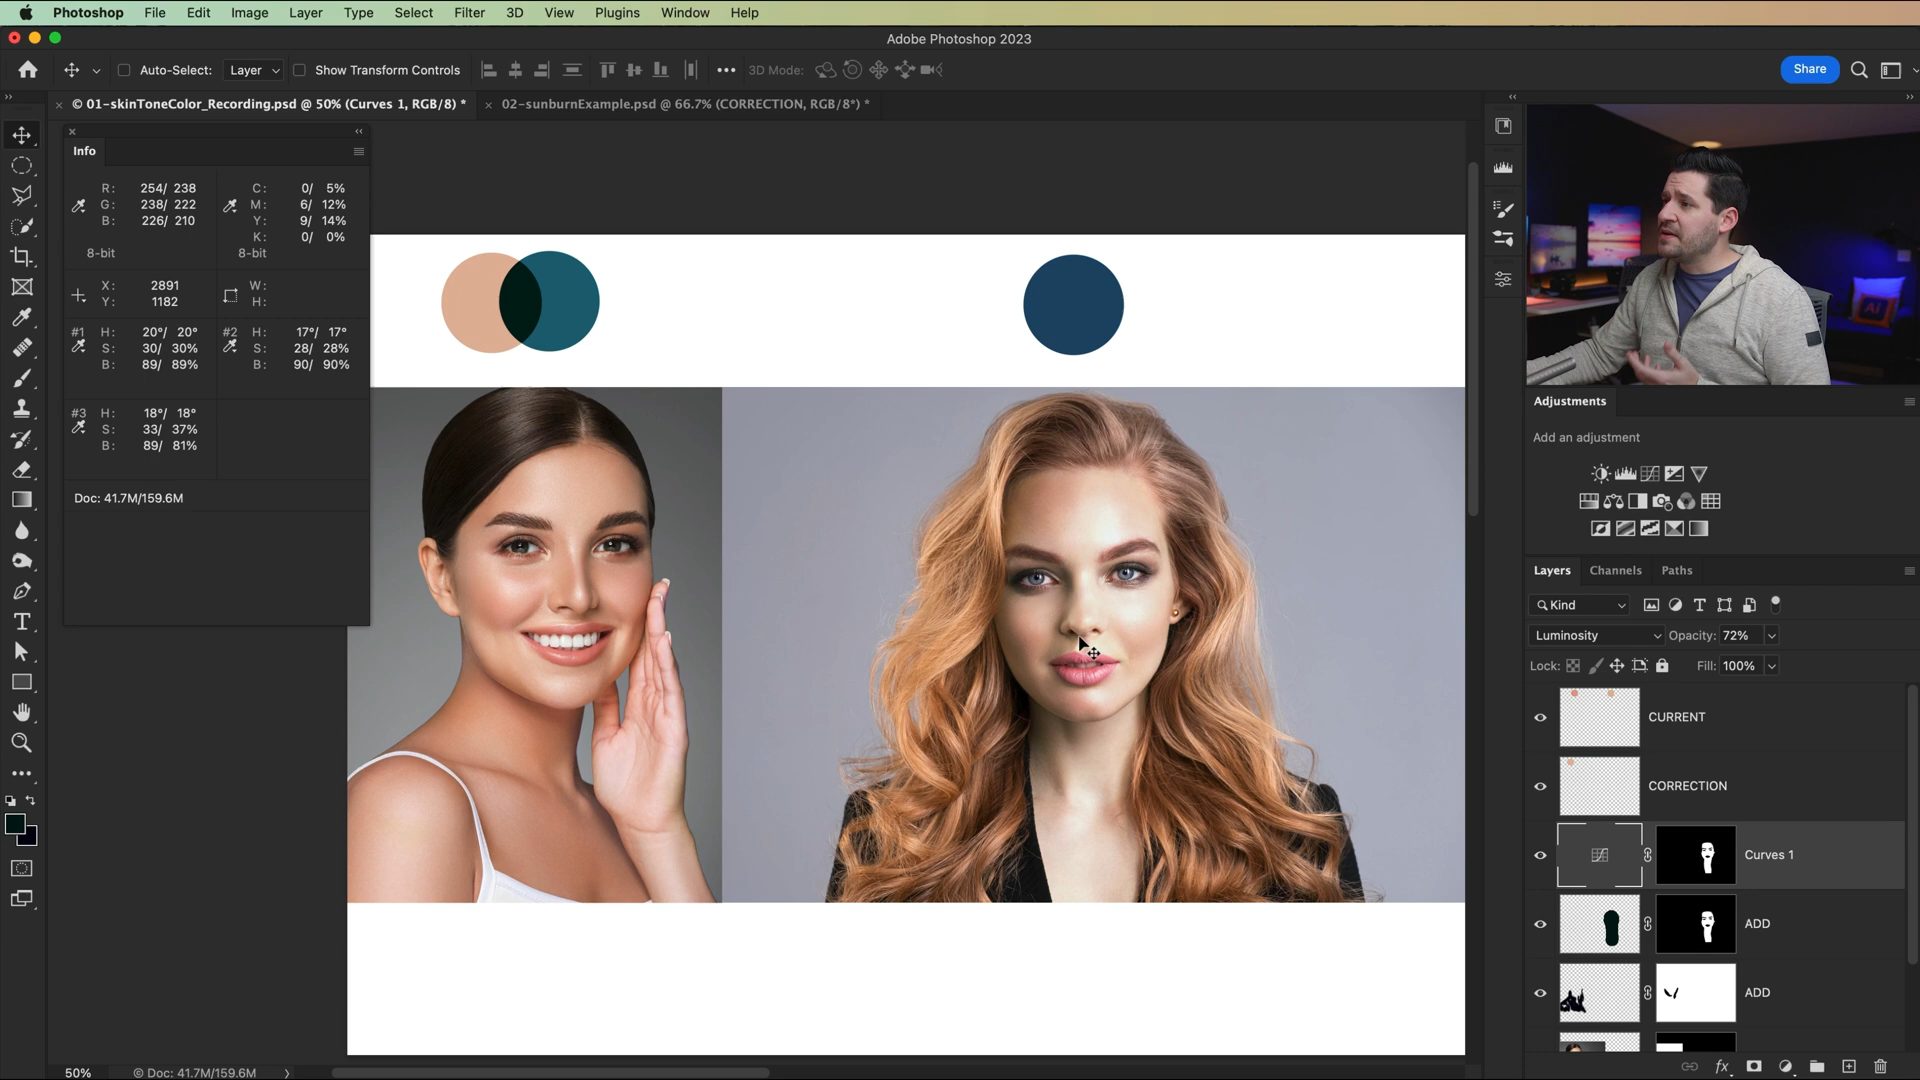 Photoshop File Edit Image Layer Type Select Filter 3D View Plugins Window Help
Adobe Photoshop 2023
Auto-Select: Layer Show Transform Controls ••• 3D Mode: Share
× © 01-skinToneColor_Recording.psd @ 50% (Curves 1, RGB/8) * × 02-sunburnExample.psd @ 66.7% (CORRECTION, RGB/8*) *
Info
R: 254/ 238 C: 0/ 5%
G: 238/ 222 M: 6/ 12%
B: 226/ 210 Y: 9/ 14%
K: 0/ 0%
8-bit 8-bit
X: 2891 W:
Y: 1182 H:
#1 H: 20°/ 20° #2 H: 17°/ 17°
S: 30/ 30% S: 28/ 28%
B: 89/ 89% B: 90/ 90%
#3 H: 18°/ 18°
S: 33/ 37%
B: 89/ 81%
Doc: 41.7M/159.6M
Ai
Adjustments
Add an adjustment
Layers Channels Paths
Kind
Luminosity Opacity: 72%
Lock: Fill: 100%
CURRENT
CORRECTION
Curves 1
ADD
ADD
fx
50% © Doc: 41.7M/159.6M